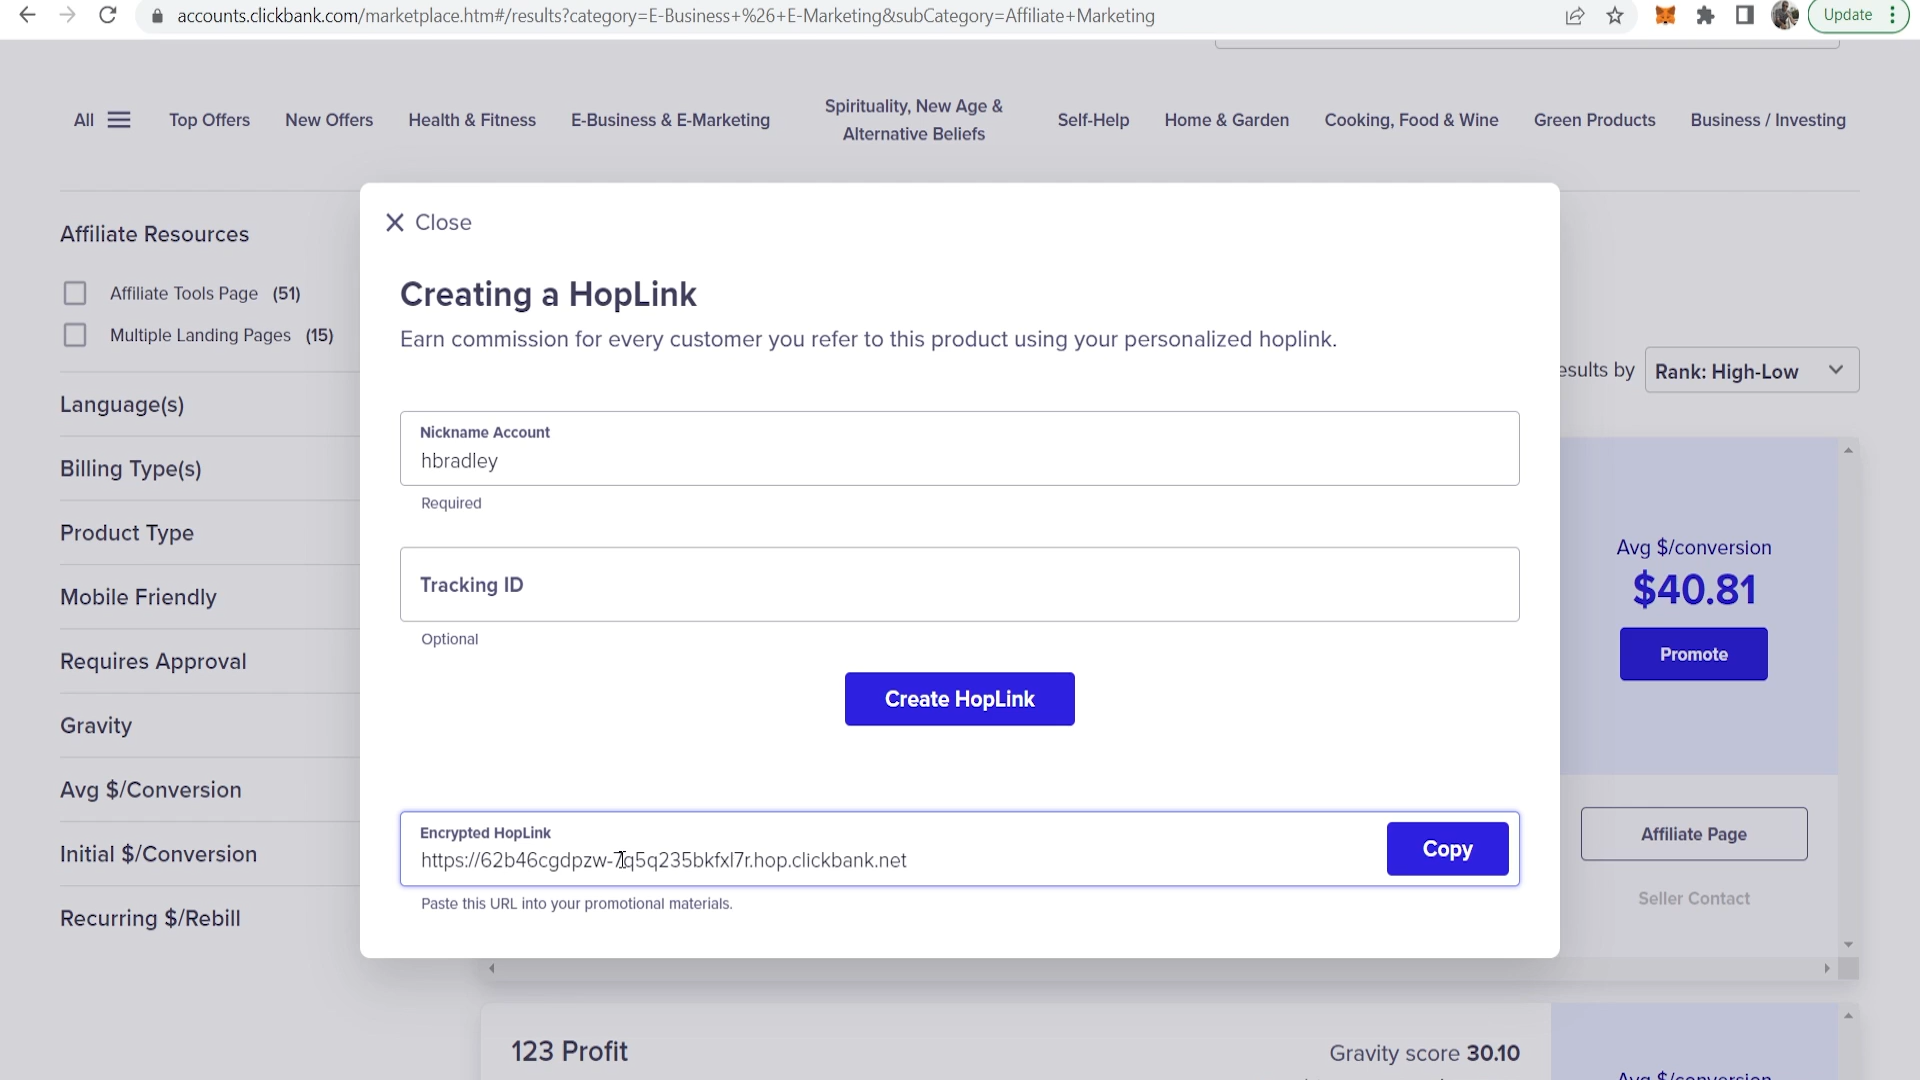 accounts.clickbank.com/marketplace.htm#/results?category=E-Business+%26+E-Marketing&subCategory=Affiliate+Marketing
Update
All
Top Offers
New Offers
Health & Fitness
E-Business & E-Marketing
Spirituality, New Age &
Alternative Beliefs
Self-Help
Home & Garden
Cooking, Food & Wine
Green Products
Business / Investing
Affiliate Resources
Affiliate Tools Page (51)
Multiple Landing Pages (15)
Language(s)
Billing Type(s)
Product Type
Mobile Friendly
Requires Approval
Gravity
Avg $/Conversion
Initial $/Conversion
Recurring $/Rebill
Close
Creating a HopLink
Earn commission for every customer you refer to this product using your personalized hoplink.
Nickname Account
hbradley
Required
Tracking ID
Optional
Create HopLink
Encrypted HopLink
https://62b46cgdpzw-7q5q235bkfxl7r.hop.clickbank.net
Copy
Paste this URL into your promotional materials.
esults by
Rank: High-Low
Avg $/conversion
$40.81
Promote
Affiliate Page
Seller Contact
123 Profit
Gravity score 30.10
Avg $/conversion